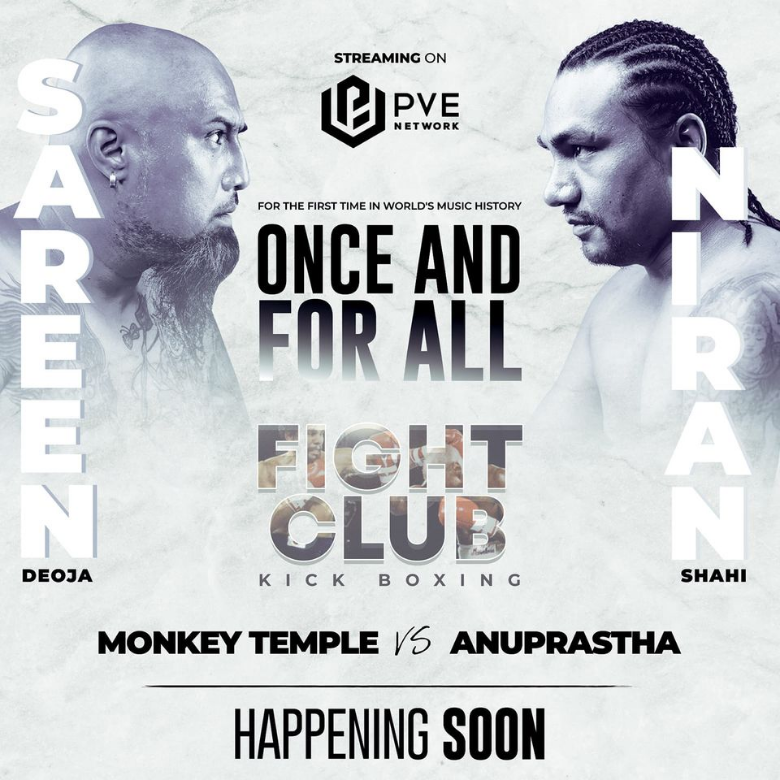 STREAMING ON
PVE
NETWORK
FOR THE FIRST TIME IN WORLD'S MUSIC HISTORY
ONCE AND
FOR ALL
FIGHT
CLUB
KICK BOXING
SAREEN
DEOJA
NIRAN
SHAHI
MONKEY TEMPLE VS ANUPRASTHA
HAPPENING SOON